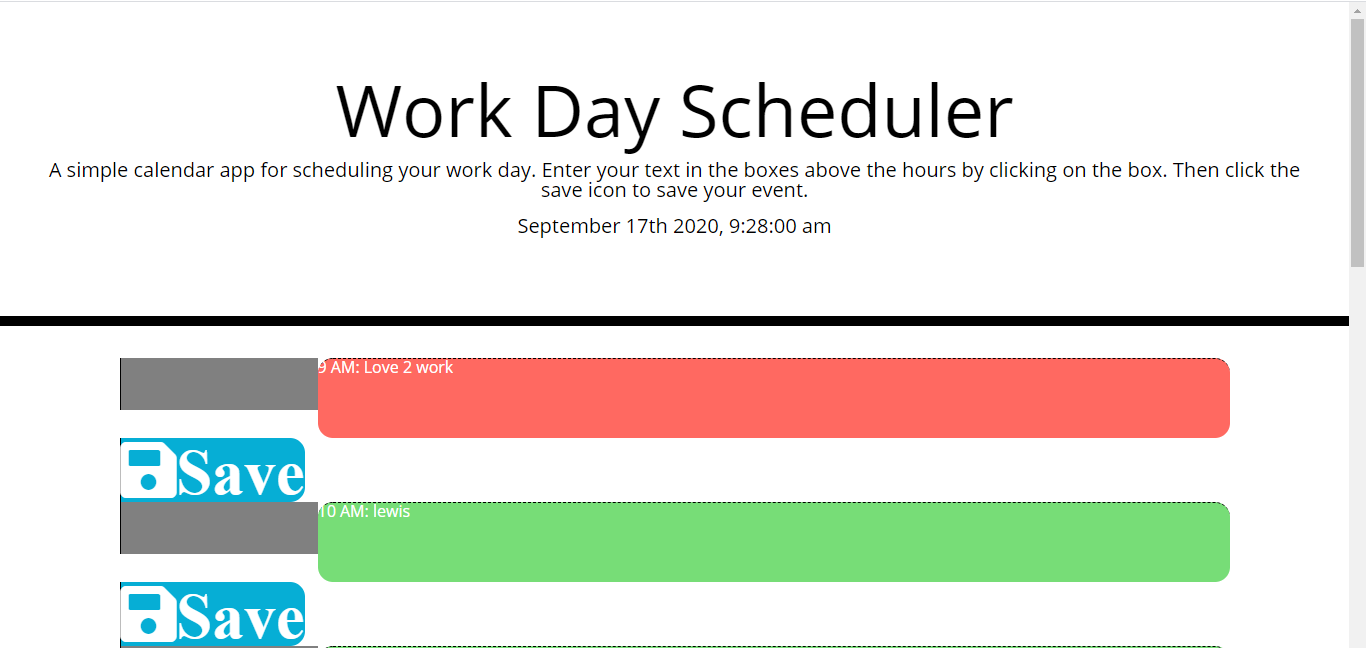 Work Day Scheduler
A simple calendar app for scheduling your work day. Enter your text in the boxes above the hours by clicking on the box. Then click the
save icon to save your event.
September 17th 2020, 9:28:00 am
9 AM: Love 2 work
Save
10 AM: lewis
Save